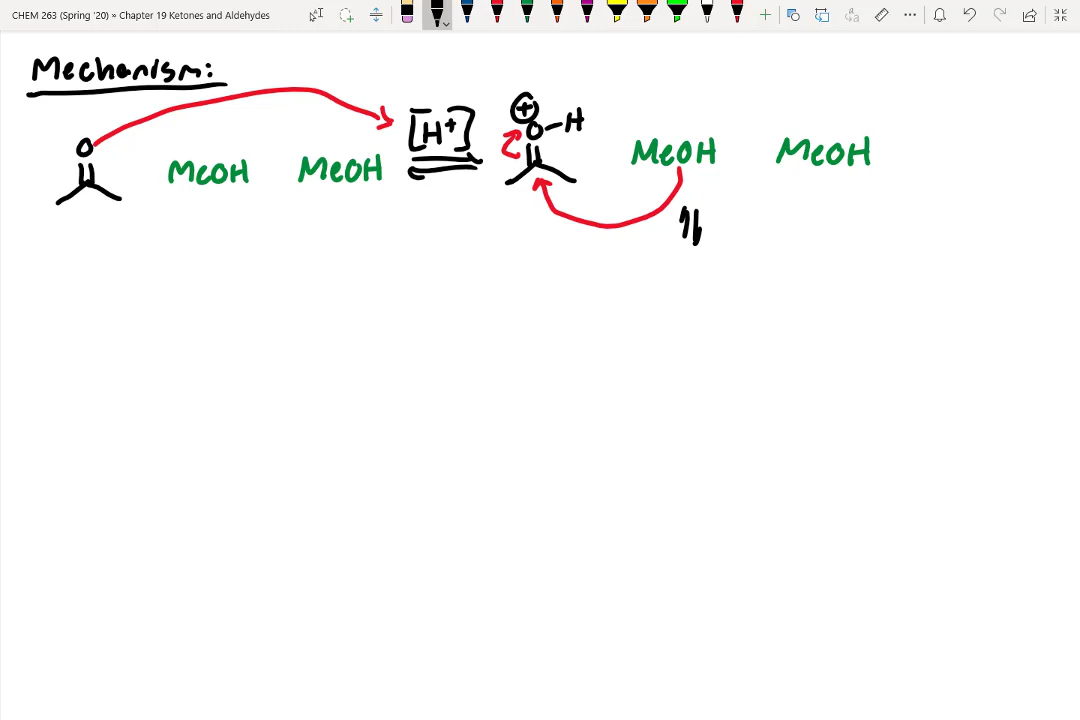 CHEM 263 (Spring '20) » Chapter 19 Ketones and Aldehydes
Mechanism:
O MeOH MeOH [H+] ⊕ O-H MeOH MeOH